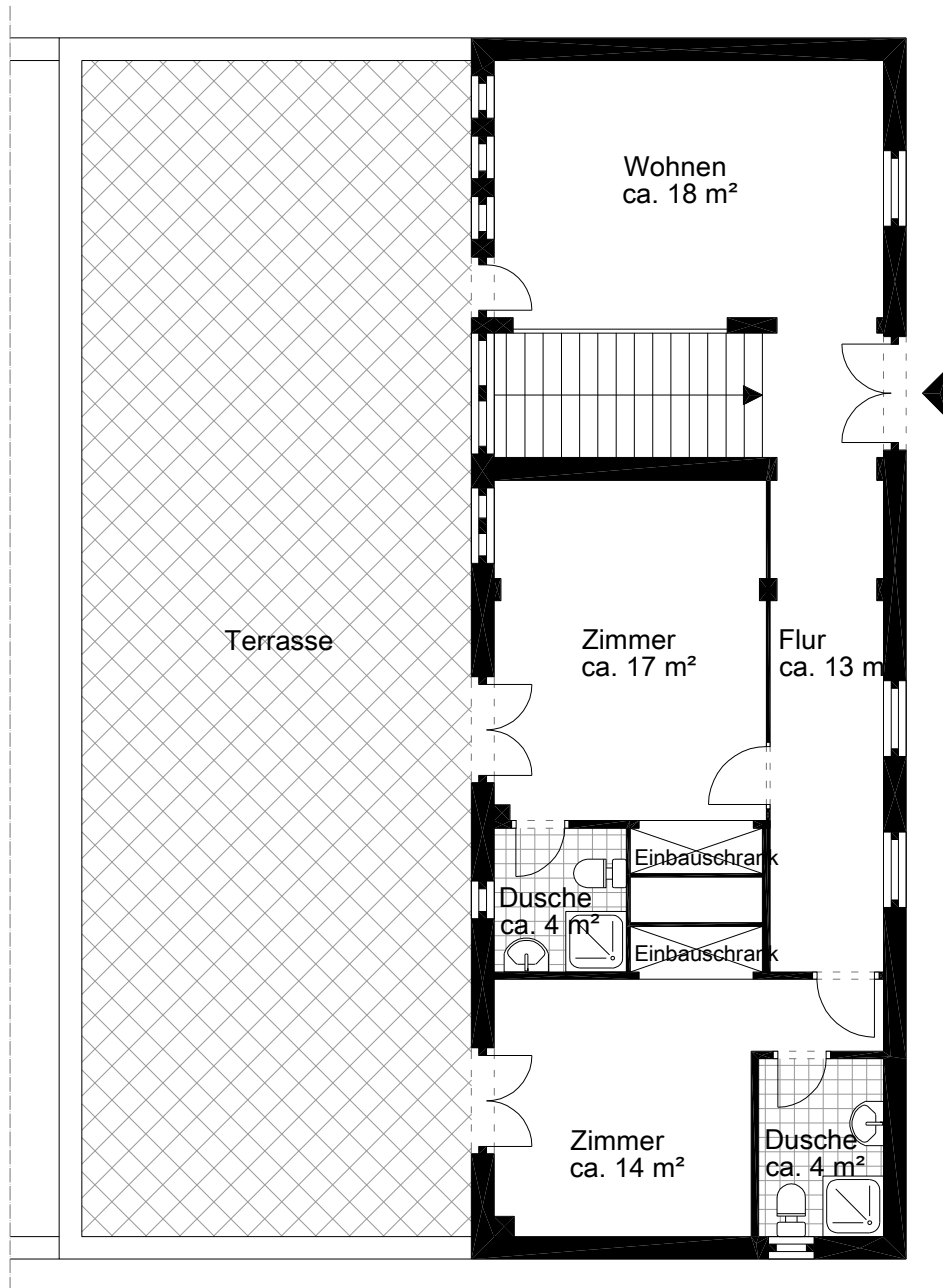 Wohnen
ca. 18 m²
Terrasse
Zimmer
ca. 17 m²
Flur
ca. 13 m
Einbauschrank
Dusche
ca. 4 m²
Einbauschrank
Zimmer
ca. 14 m²
Dusche
ca. 4 m²